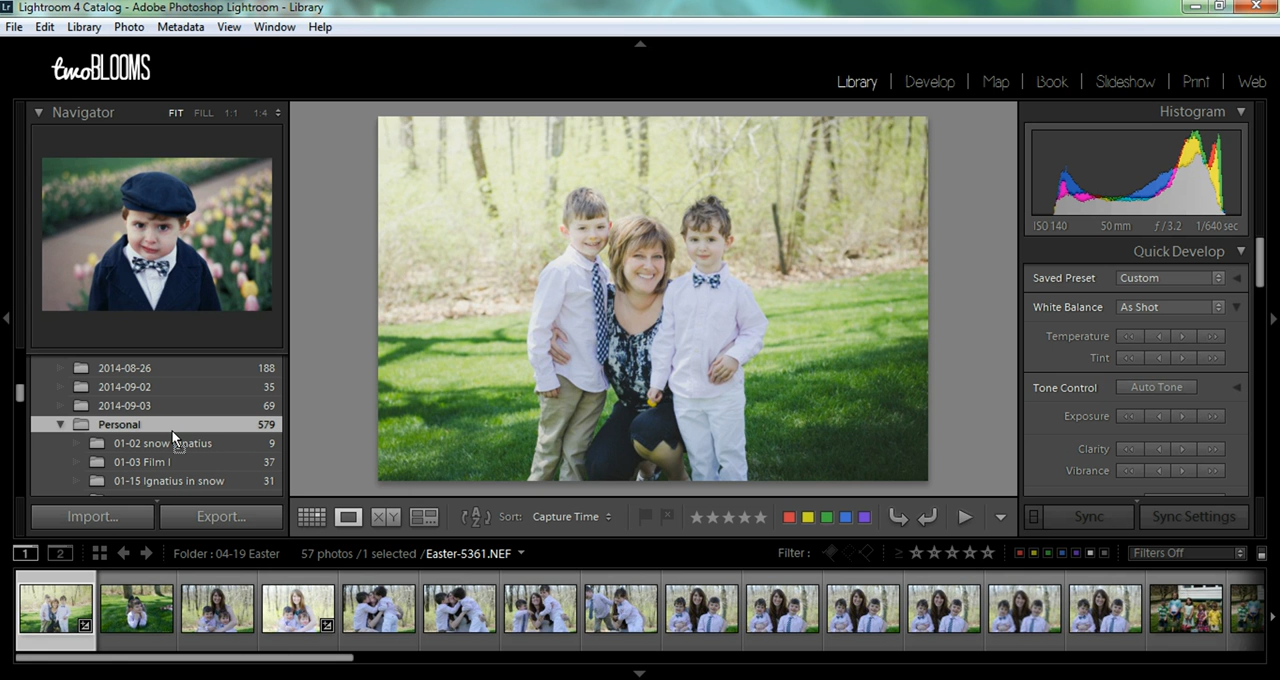 Lr Lightroom 4 Catalog - Adobe Photoshop Lightroom - Library
File Edit Library Photo Metadata View Window Help
twoBLOOMS
Library | Develop | Map | Book | Slideshow | Print | Web
Navigator FIT FILL 1:1 1:4
Histogram
ISO 140 50 mm ƒ / 3.2 1/640 sec
Quick Develop
Saved Preset Custom
White Balance As Shot
Temperature
Tint
Tone Control Auto Tone
Exposure
Clarity
Vibrance
2014-08-26 188
2014-09-02 35
2014-09-03 69
Personal 579
01-02 snow Ignatius 9
01-03 Film I 37
01-15 Ignatius in snow 31
Import... Export...
XY AZ Sort: Capture Time
Sync Sync Settings
1 2 Folder : 04-19 Easter 57 photos / 1 selected / Easter-5361.NEF Filter : Filters Off